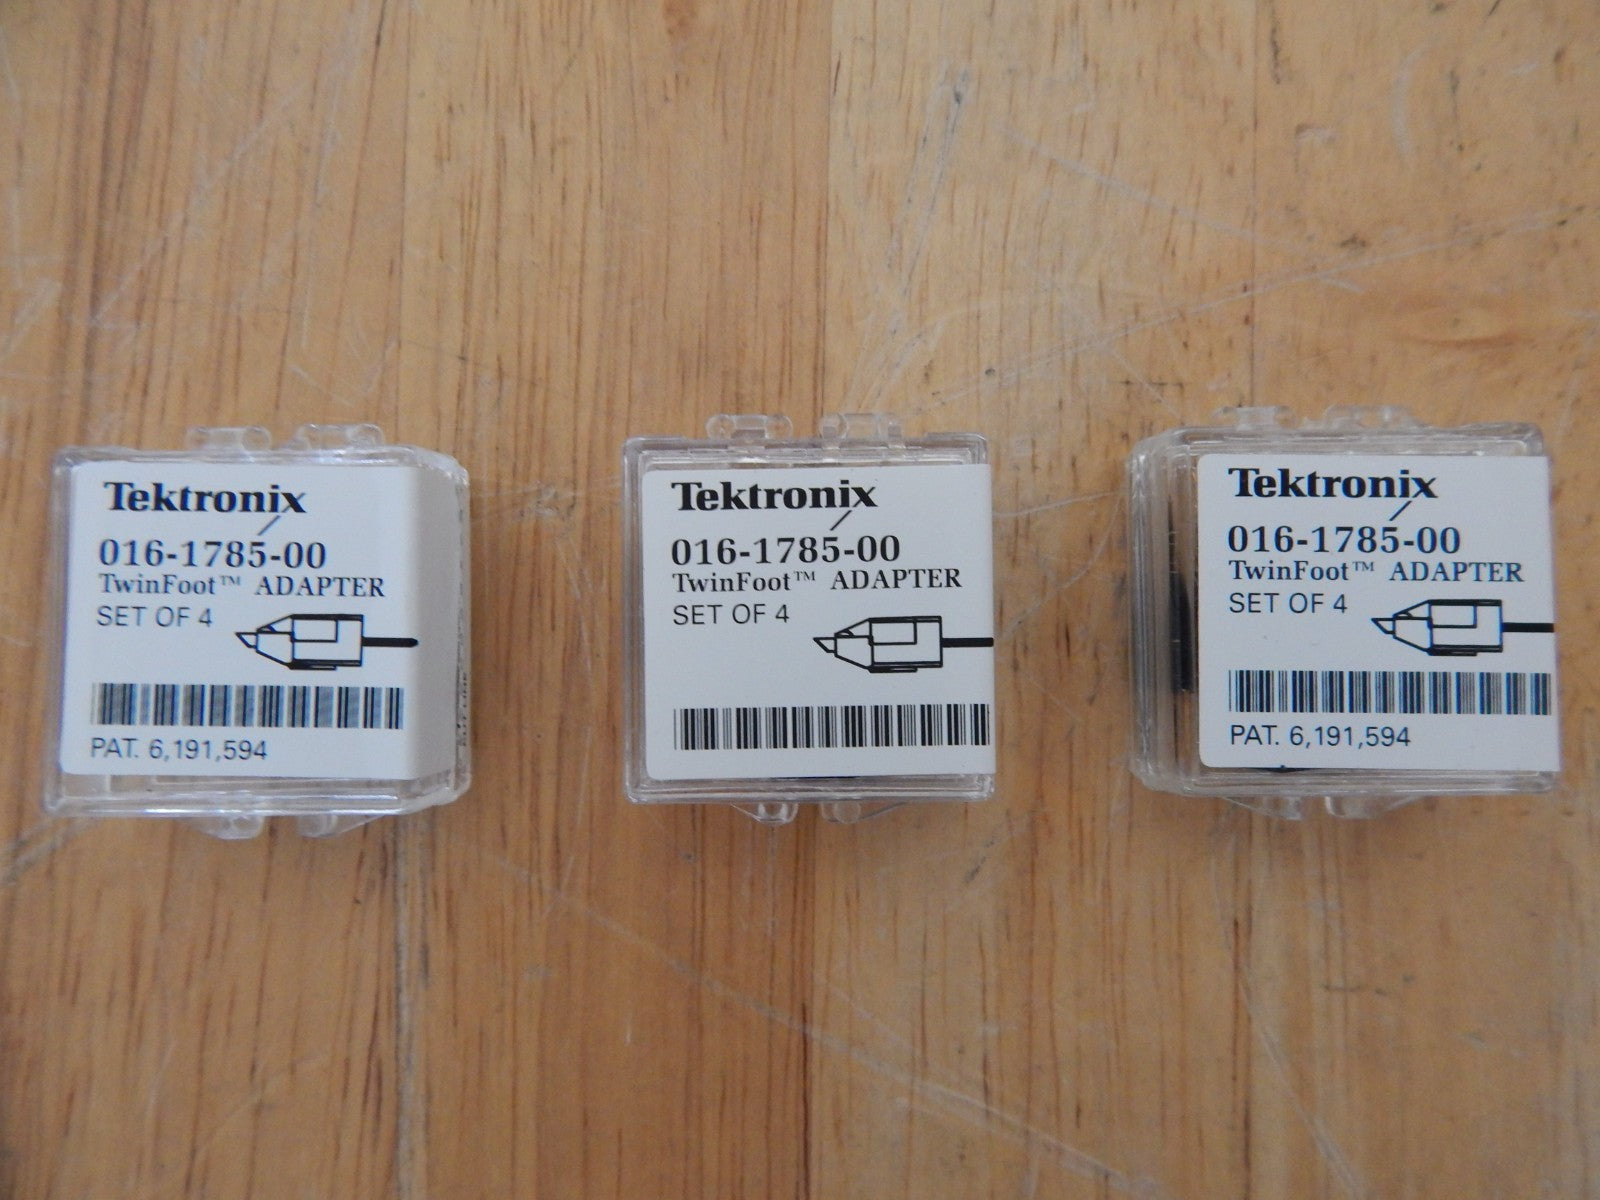 Tektronix
016-1785-00
TwinFoot™ ADAPTER
SET OF 4
PAT. 6,191,594
Tektronix
016-1785-00
TwinFoot™ ADAPTER
SET OF 4
Tektronix
016-1785-00
TwinFoot™ ADAPTER
SET OF 4
PAT. 6,191,594